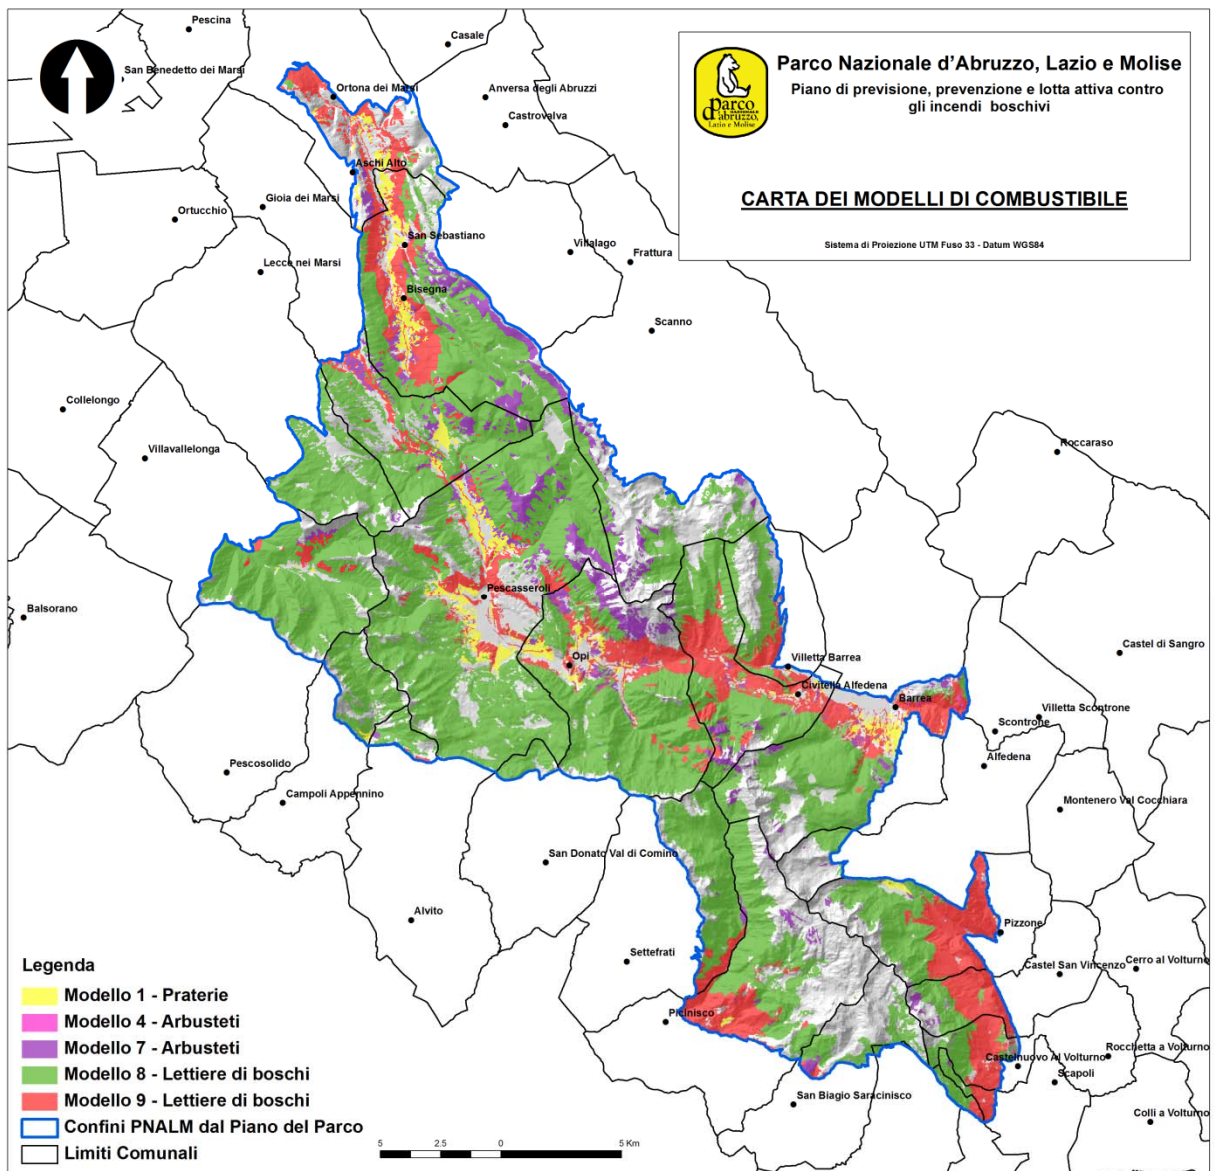 Parco Nazionale d'Abruzzo, Lazio e Molise
Piano di previsione, prevenzione e lotta attiva contro
gli incendi boschivi
parco
NAZIONALE
d'abruzzo,
Lazio e Molise
CARTA DEI MODELLI DI COMBUSTIBILE
Sistema di Proiezione UTM Fuso 33 - Datum WGS84
Pescina
Casale
San Benedetto dei Marsi
Ortona dei Marsi
Anversa degli Abruzzi
Castrovalva
Aschi Alto
Gioia dei Marsi
Ortucchio
San Sebastiano
Villalago
Frattura
Lecce nei Marsi
Bisegna
Scanno
Collelongo
Villavallelonga
Roccaraso
Pescasseroli
Balsorano
Opi
Villetta Barrea
Castel di Sangro
Civitella Alfedena
Barrea
Villetta Scontrone
Scontrone
Alfedena
Pescosolido
Campoli Appennino
Montenero Val Cocchiara
San Donato Val di Comino
Alvito
Pizzone
Settefrati
Castel San Vincenzo
Cerro al Volturno
Picinisco
Castelnuovo Al Volturno
Rocchetta a Volturno
Scapoli
San Biagio Saracinisco
Colli a Volturno
Legenda
Modello 1 - Praterie
Modello 4 - Arbusteti
Modello 7 - Arbusteti
Modello 8 - Lettiere di boschi
Modello 9 - Lettiere di boschi
Confini PNALM dal Piano del Parco
Limiti Comunali
5 2.5 0 5 Km